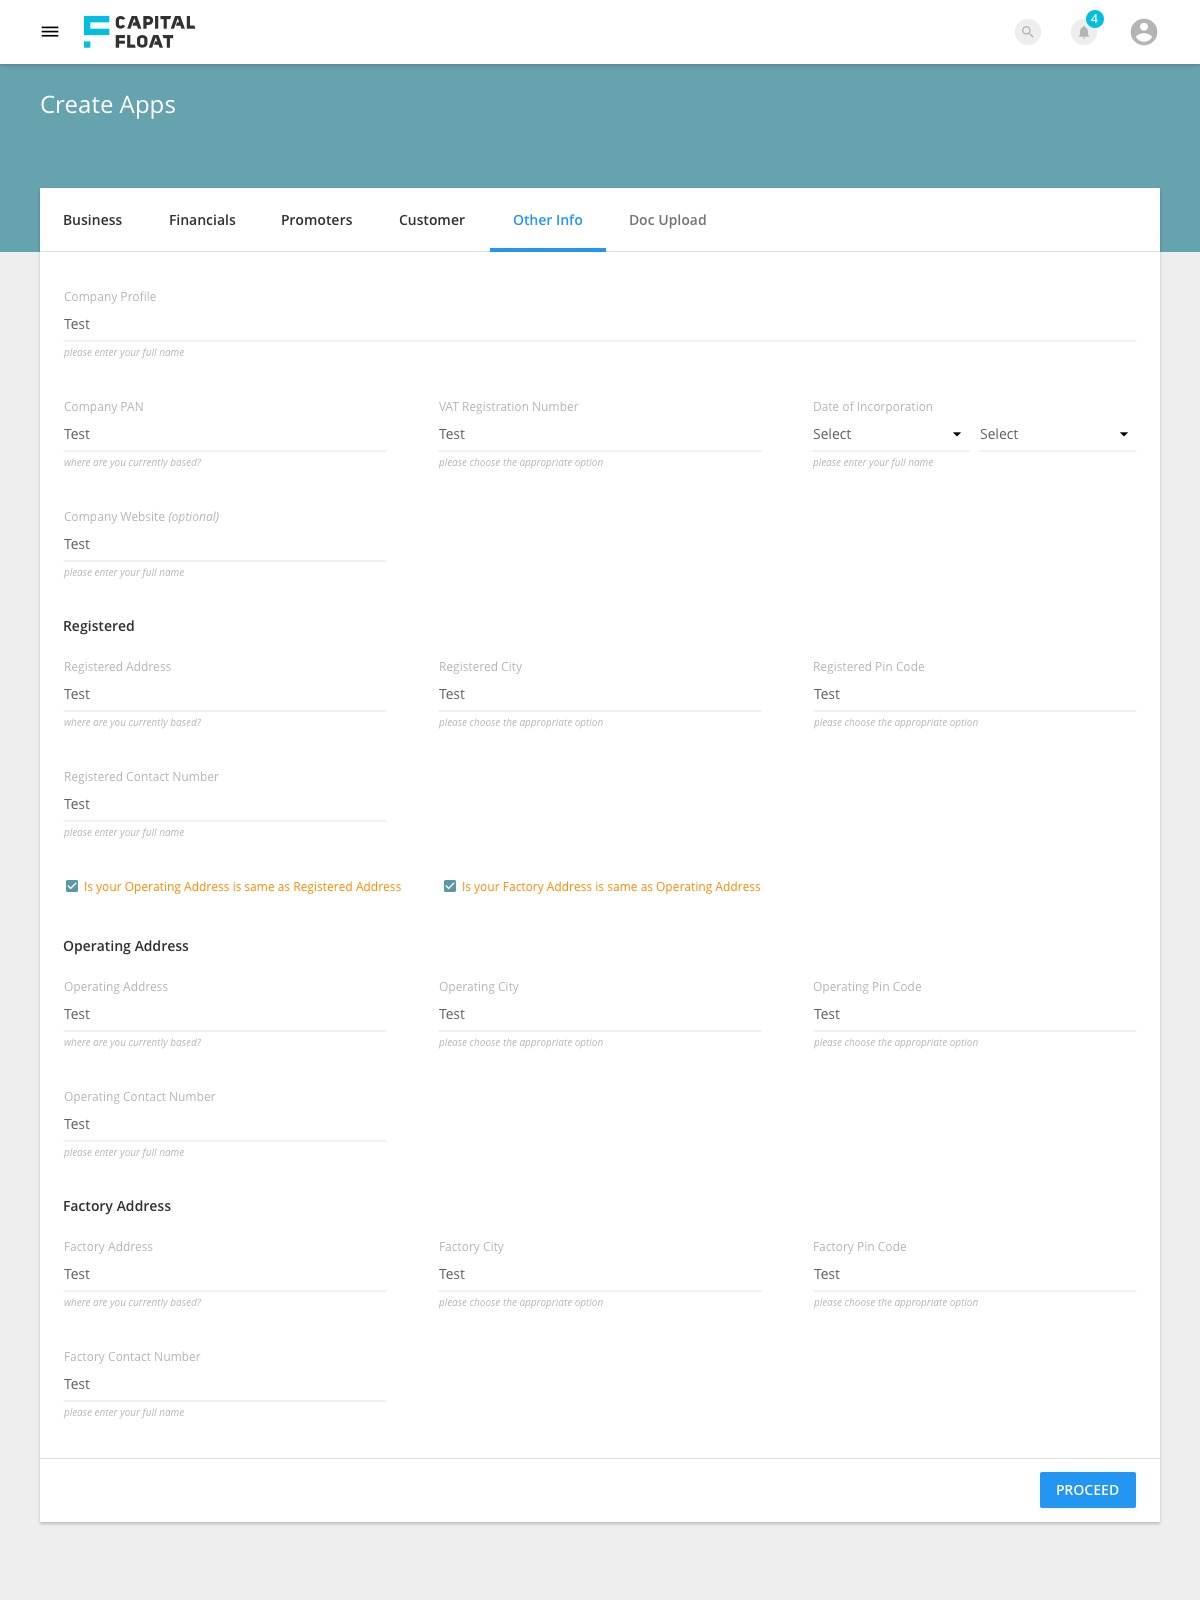 CAPITAL
FLOAT
4
Create Apps
Business Financials Promoters Customer Other Info Doc Upload
Company Profile
Test
please enter your full name
Company PAN VAT Registration Number Date of Incorporation
Test Test Select Select
where are you currently based? please choose the appropriate option please enter your full name
Company Website (optional)
Test
please enter your full name
Registered
Registered Address Registered City Registered Pin Code
Test Test Test
where are you currently based? please choose the appropriate option please choose the appropriate option
Registered Contact Number
Test
please enter your full name
Is your Operating Address is same as Registered Address Is your Factory Address is same as Operating Address
Operating Address
Operating Address Operating City Operating Pin Code
Test Test Test
where are you currently based? please choose the appropriate option please choose the appropriate option
Operating Contact Number
Test
please enter your full name
Factory Address
Factory Address Factory City Factory Pin Code
Test Test Test
where are you currently based? please choose the appropriate option please choose the appropriate option
Factory Contact Number
Test
please enter your full name
PROCEED